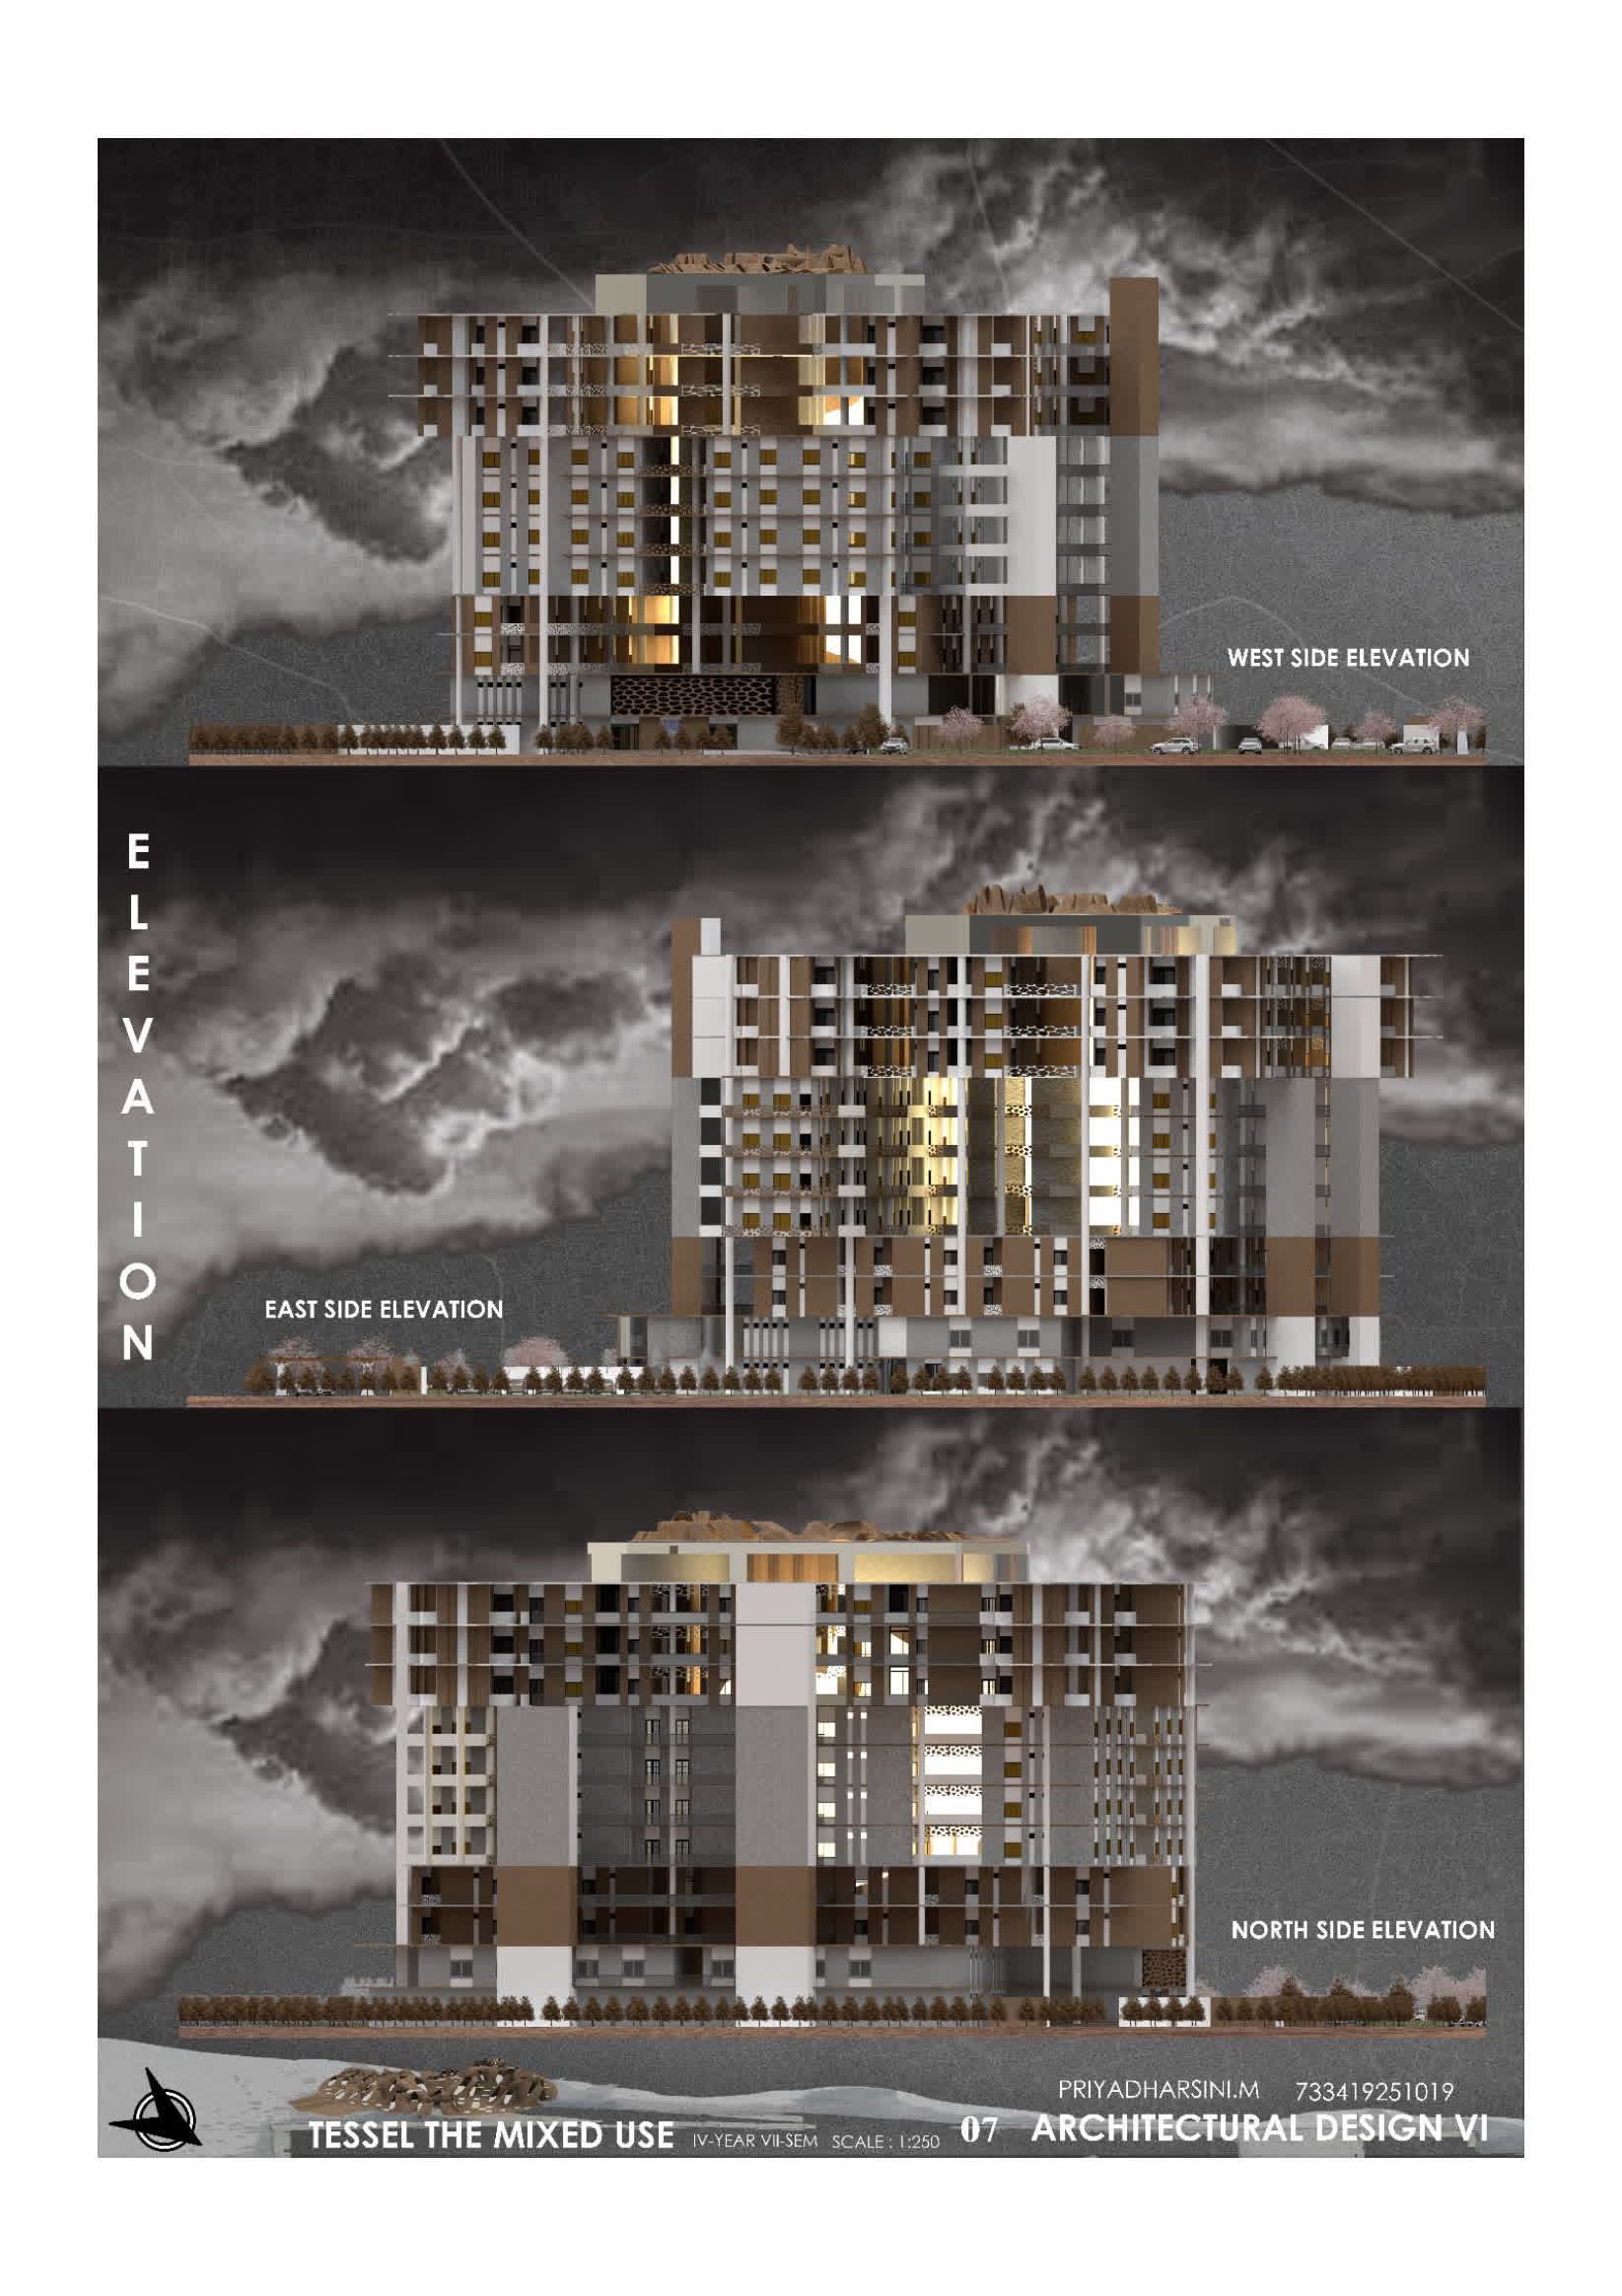 WEST SIDE ELEVATION
E
L
E
V
A
T
I
O
N
EAST SIDE ELEVATION
NORTH SIDE ELEVATION
PRIYADHARSINI.M 733419251019
TESSEL THE MIXED USE IV-YEAR VII-SEM SCALE : 1:250 07 ARCHITECTURAL DESIGN VI